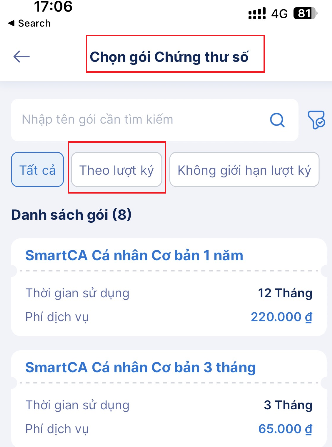 17:06
4G 81
◄ Search
Chọn gói Chứng thư số
Nhập tên gói cần tìm kiếm
Tất cả
Theo lượt ký
Không giới hạn lượt ký
Danh sách gói (8)
SmartCA Cá nhân Cơ bản 1 năm
Thời gian sử dụng 12 Tháng
Phí dịch vụ 220.000 ₫
SmartCA Cá nhân Cơ bản 3 tháng
Thời gian sử dụng 3 Tháng
Phí dịch vụ 65.000 ₫